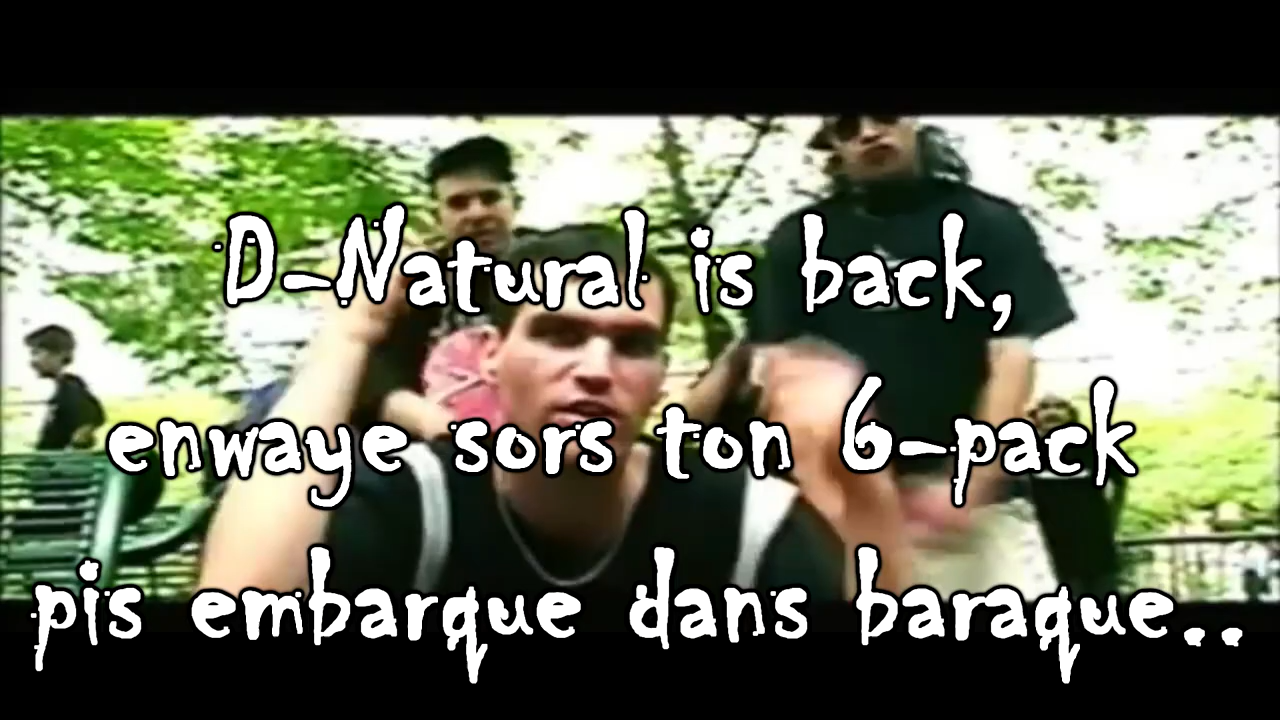 D-Natural is back,
enwaye sors ton 6-pack
pis embarque dans baraque..